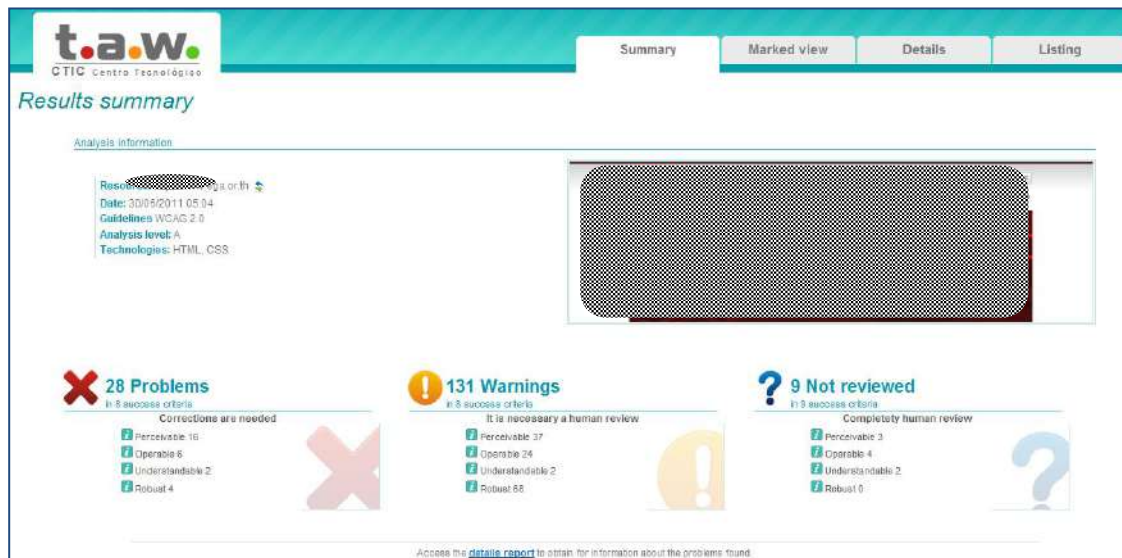 t.a.w.
CTIC Centro Tecnológico
Summary
Marked view
Details
Listing
Results summary
Analysis information
ega.or.th
Date: 30/06/2011 05:04
Guidelines WCAG 2.0
Analysis level: A
Technologies: HTML, CSS
28 Problems
in 8 success criteria
Corrections are needed
Perceivable 16
Operable 6
Understandable 2
Robust 4
131 Warnings
in 8 success criteria
It is necessary a human review
Perceivable 37
Operable 24
Understandable 2
Robust 68
9 Not reviewed
in 9 success criteria
Completely human review
Perceivable 3
Operable 4
Understandable 2
Robust 0
Access the detaile report to obtain for information about the problems found.